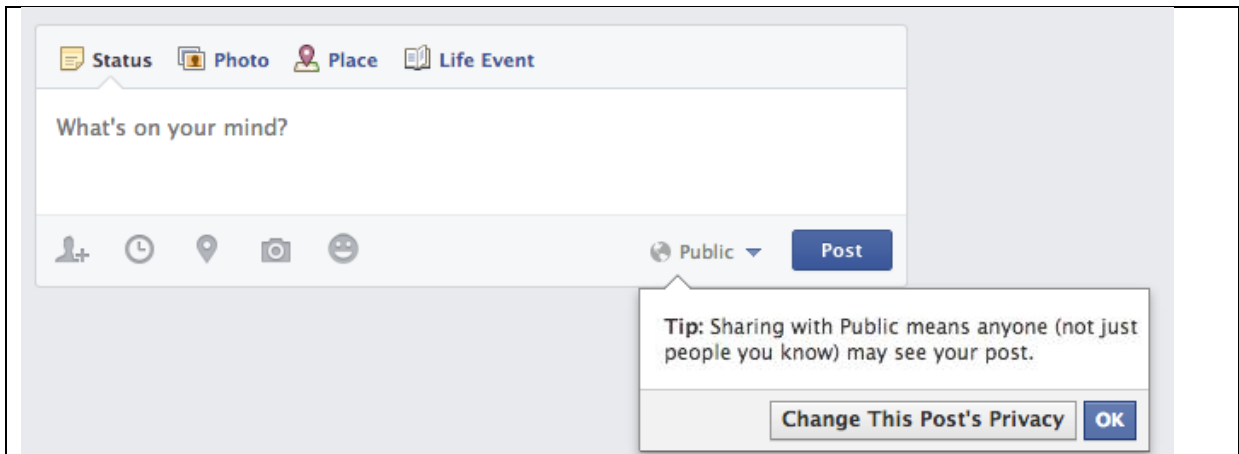 Status Photo Place Life Event
What's on your mind?
Public Post
Tip: Sharing with Public means anyone (not just
people you know) may see your post.
Change This Post's Privacy OK